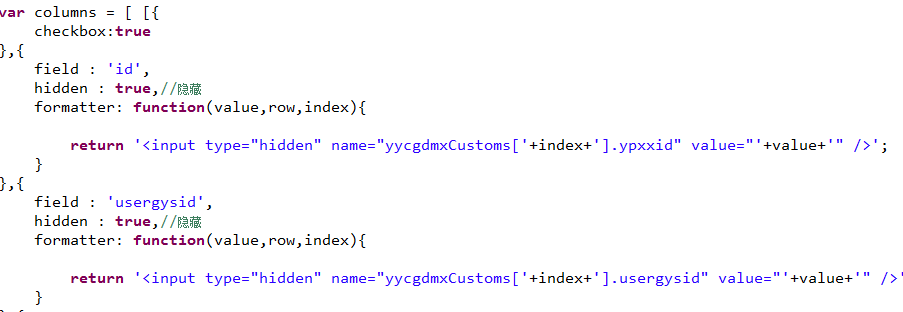 var columns = [ [{
    checkbox:true
},{
    field : 'id',
    hidden : true,//隐藏
    formatter: function(value,row,index){
        return '<input type="hidden" name="yycgdmxCustoms['+index+'].ypxxid" value="'+value+'" />';
    }
},{
    field : 'usergysid',
    hidden : true,//隐藏
    formatter: function(value,row,index){
        return '<input type="hidden" name="yycgdmxCustoms['+index+'].usergysid" value="'+value+'" />'
    }